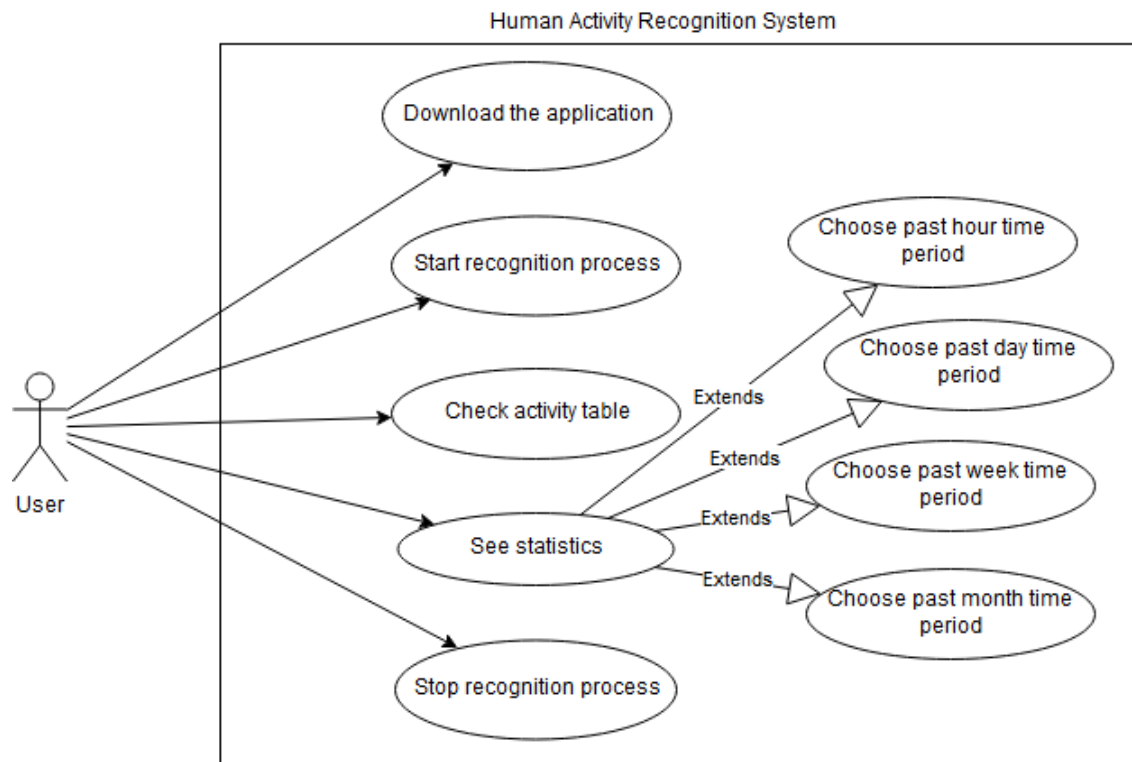 Human Activity Recognition System
Download the application
Start recognition process
Check activity table
See statistics
Stop recognition process
User
Choose past hour time
period
Choose past day time
period
Choose past week time
period
Choose past month time
period
Extends
Extends
Extends
Extends